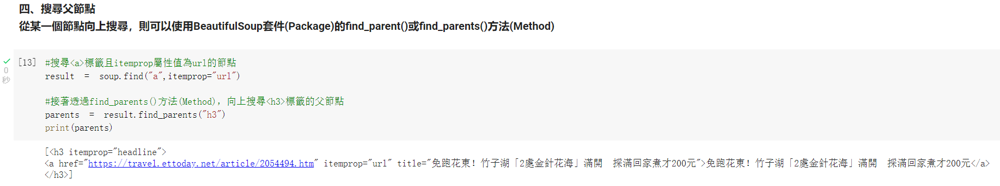 四、搜尋父節點
從某一個節點向上搜尋，則可以使用BeautifulSoup套件(Package)的find_parent()或find_parents()方法(Method)
[13] #搜尋<a>標籤且itemprop屬性值為url的節點
0 result = soup.find("a",itemprop="url")
秒
#接著透過find_parents()方法(Method)，向上搜尋<h3>標籤的父節點
parents = result.find_parents("h3")
print(parents)
[<h3 itemprop="headline">
<a href="https://travel.ettoday.net/article/2054494.htm" itemprop="url" title="免跑花東！竹子湖「2處金針花海」滿開　採滿回家煮才200元">免跑花東！竹子湖「2處金針花海」滿開　採滿回家煮才200元</a>
</h3>]